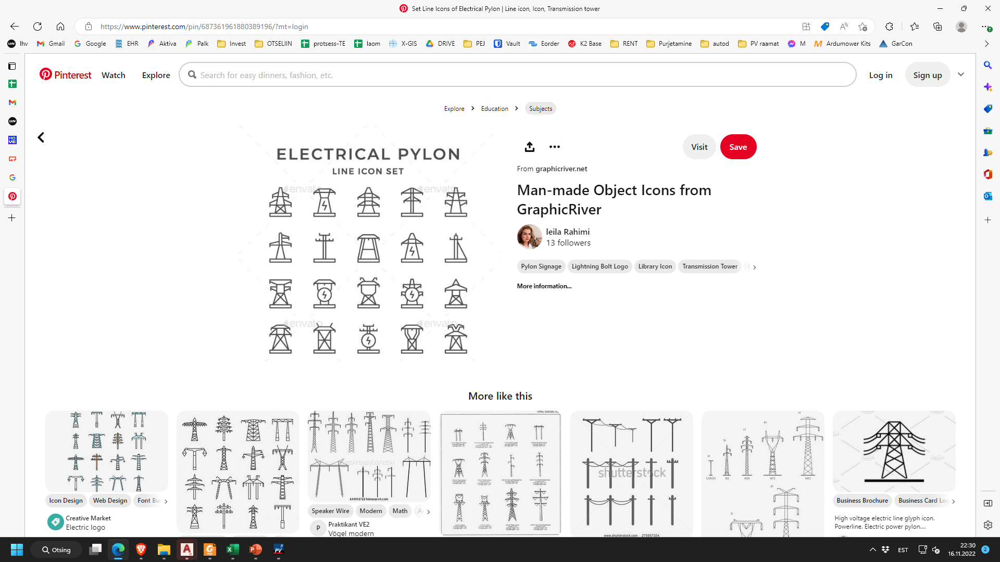 Set Line Icons of Electrical Pylon | Line icon, Icon, Transmission tower
https://www.pinterest.com/pin/687361961880389196/?mt=login
lhv Gmail Google EHR Aktiva Palk Invest OTSELIIN protsess-TE laom X-GIS DRIVE PEJ Vault Eorder K2 Base RENT Purjetamine autod PV raamat M Ardumower Kits GarCon
Pinterest Watch Explore Search for easy dinners, fashion, etc. Log in Sign up
Explore Education Subjects
ELECTRICAL PYLON
LINE ICON SET
envato envato
envato envato
Visit Save
From graphicriver.net
Man-made Object Icons from
GraphicRiver
leila Rahimi
13 followers
Pylon Signage Lightning Bolt Logo Library Icon Transmission Tower
More information...
More like this
Icon Design Web Design Font Bu
Creative Market
Electric logo
FOTOSEARCH
k14912722 fotosearch.com
Speaker Wire Modern Math
Praktikant VE2
Vögel modern
shutterstock
www.shutterstock.com · 275957324
Business Brochure Business Card Log
High voltage electric line glyph icon.
Powerline. Electric power pylon....
Otsing
EST
22:30
16.11.2022
2